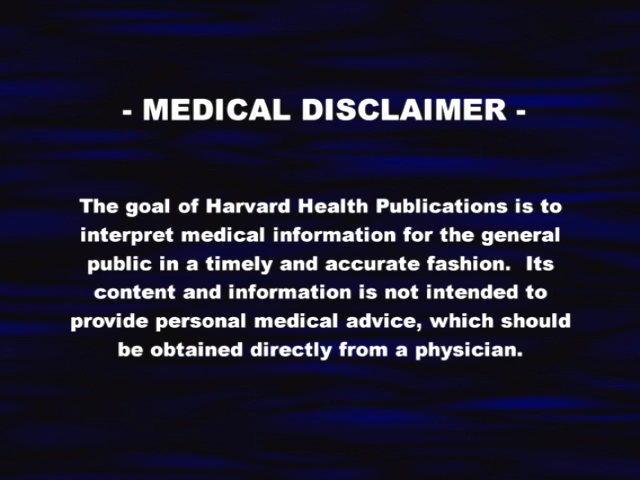 - MEDICAL DISCLAIMER -
The goal of Harvard Health Publications is to
interpret medical information for the general
public in a timely and accurate fashion.  Its
content and information is not intended to
provide personal medical advice, which should
be obtained directly from a physician.